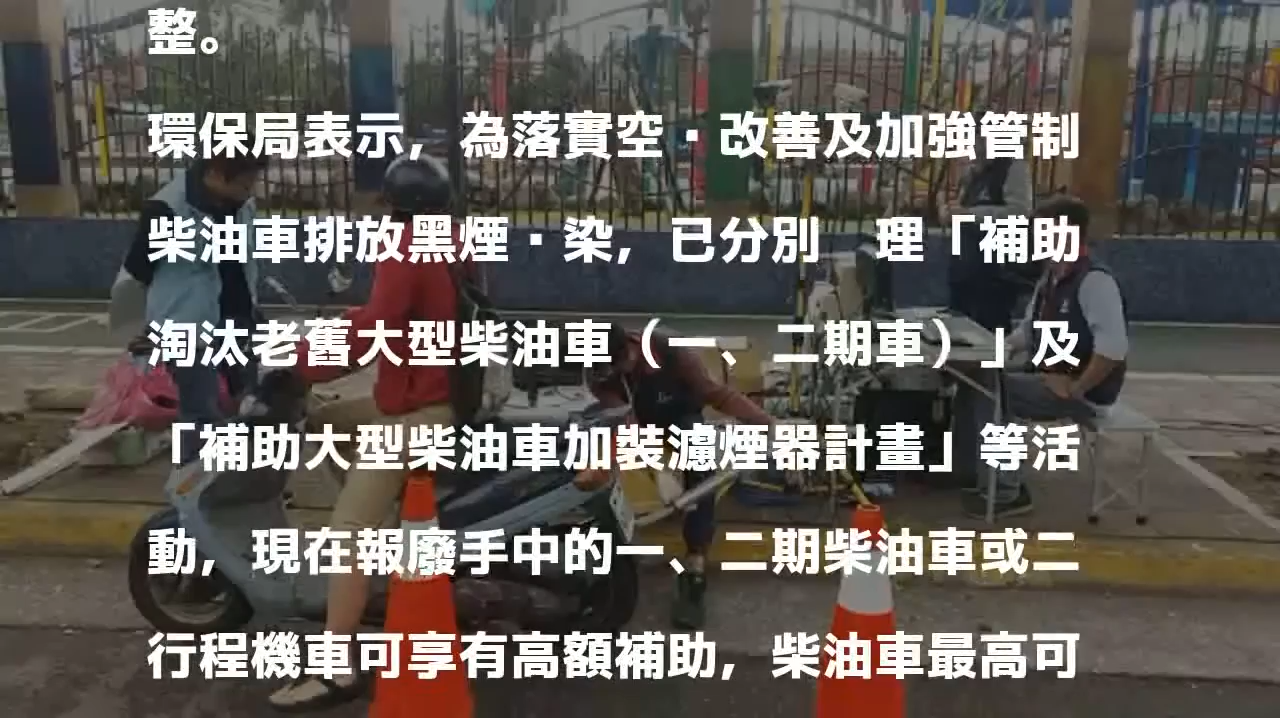 整。
環保局表示，為落實空▪改善及加強管制
柴油車排放黑煙▪染，已分別　理「補助
淘汰老舊大型柴油車（一、二期車）」及
「補助大型柴油車加裝濾煙器計畫」等活
動，現在報廢手中的一、二期柴油車或二
行程機車可享有高額補助，柴油車最高可